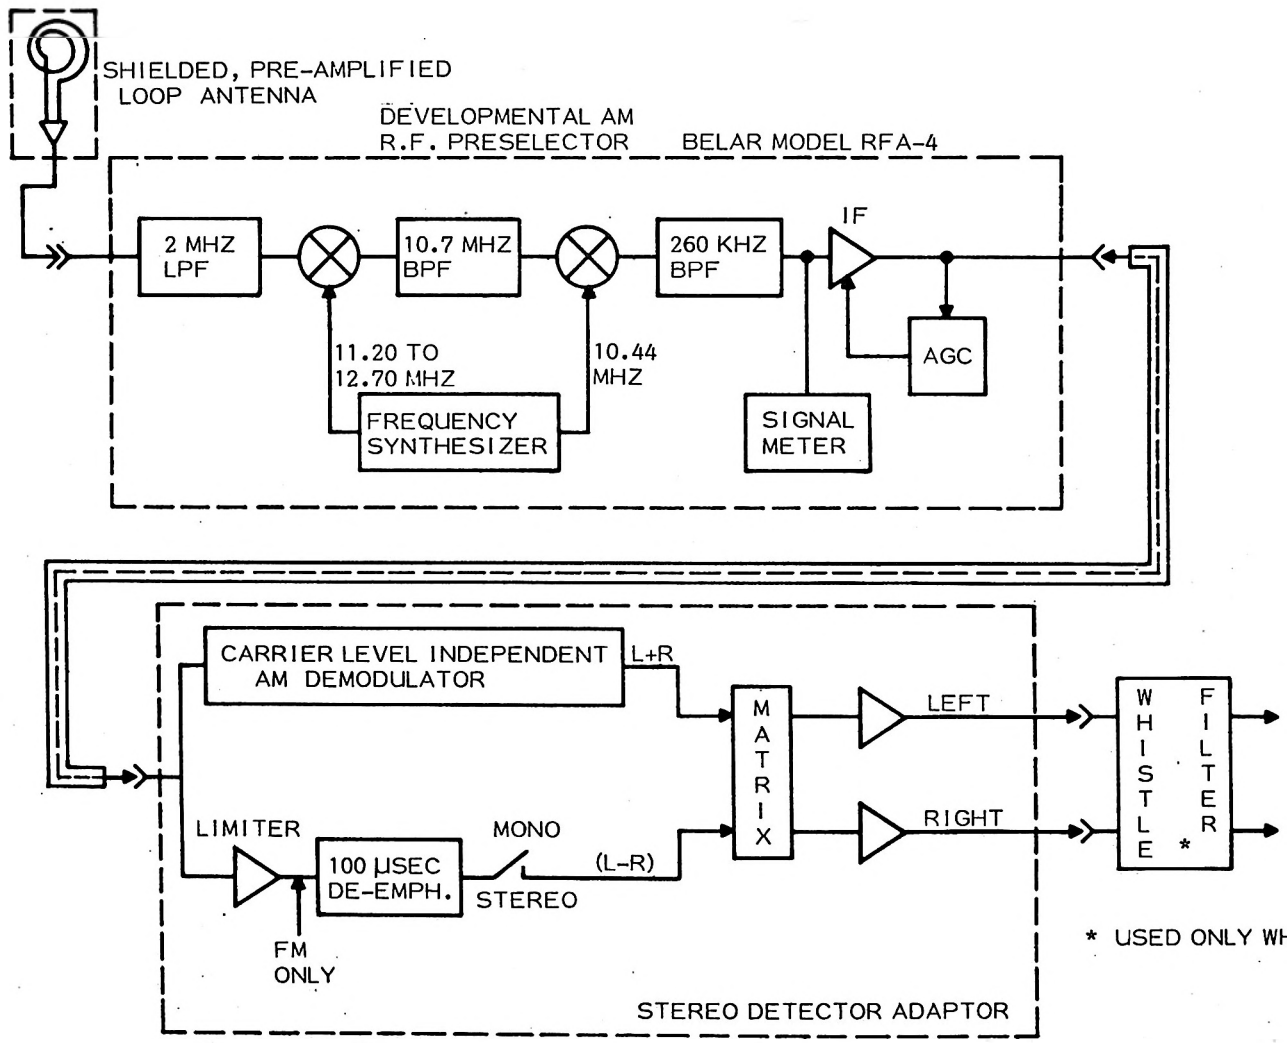 SHIELDED, PRE-AMPLIFIED
LOOP ANTENNA
DEVELOPMENTAL AM
R.F. PRESELECTOR
BELAR MODEL RFA-4
2 MHZ
LPF
10.7 MHZ
BPF
260 KHZ
BPF
IF
11.20 TO
12.70 MHZ
10.44
MHZ
AGC
FREQUENCY
SYNTHESIZER
SIGNAL
METER
CARRIER LEVEL INDEPENDENT
AM DEMODULATOR
L+R
MATRIX
LEFT
RIGHT
WHISTLE
FILTER
*
LIMITER
100 µSEC
DE-EMPH.
MONO
STEREO
(L-R)
FM
ONLY
* USED ONLY WH
STEREO DETECTOR ADAPTOR